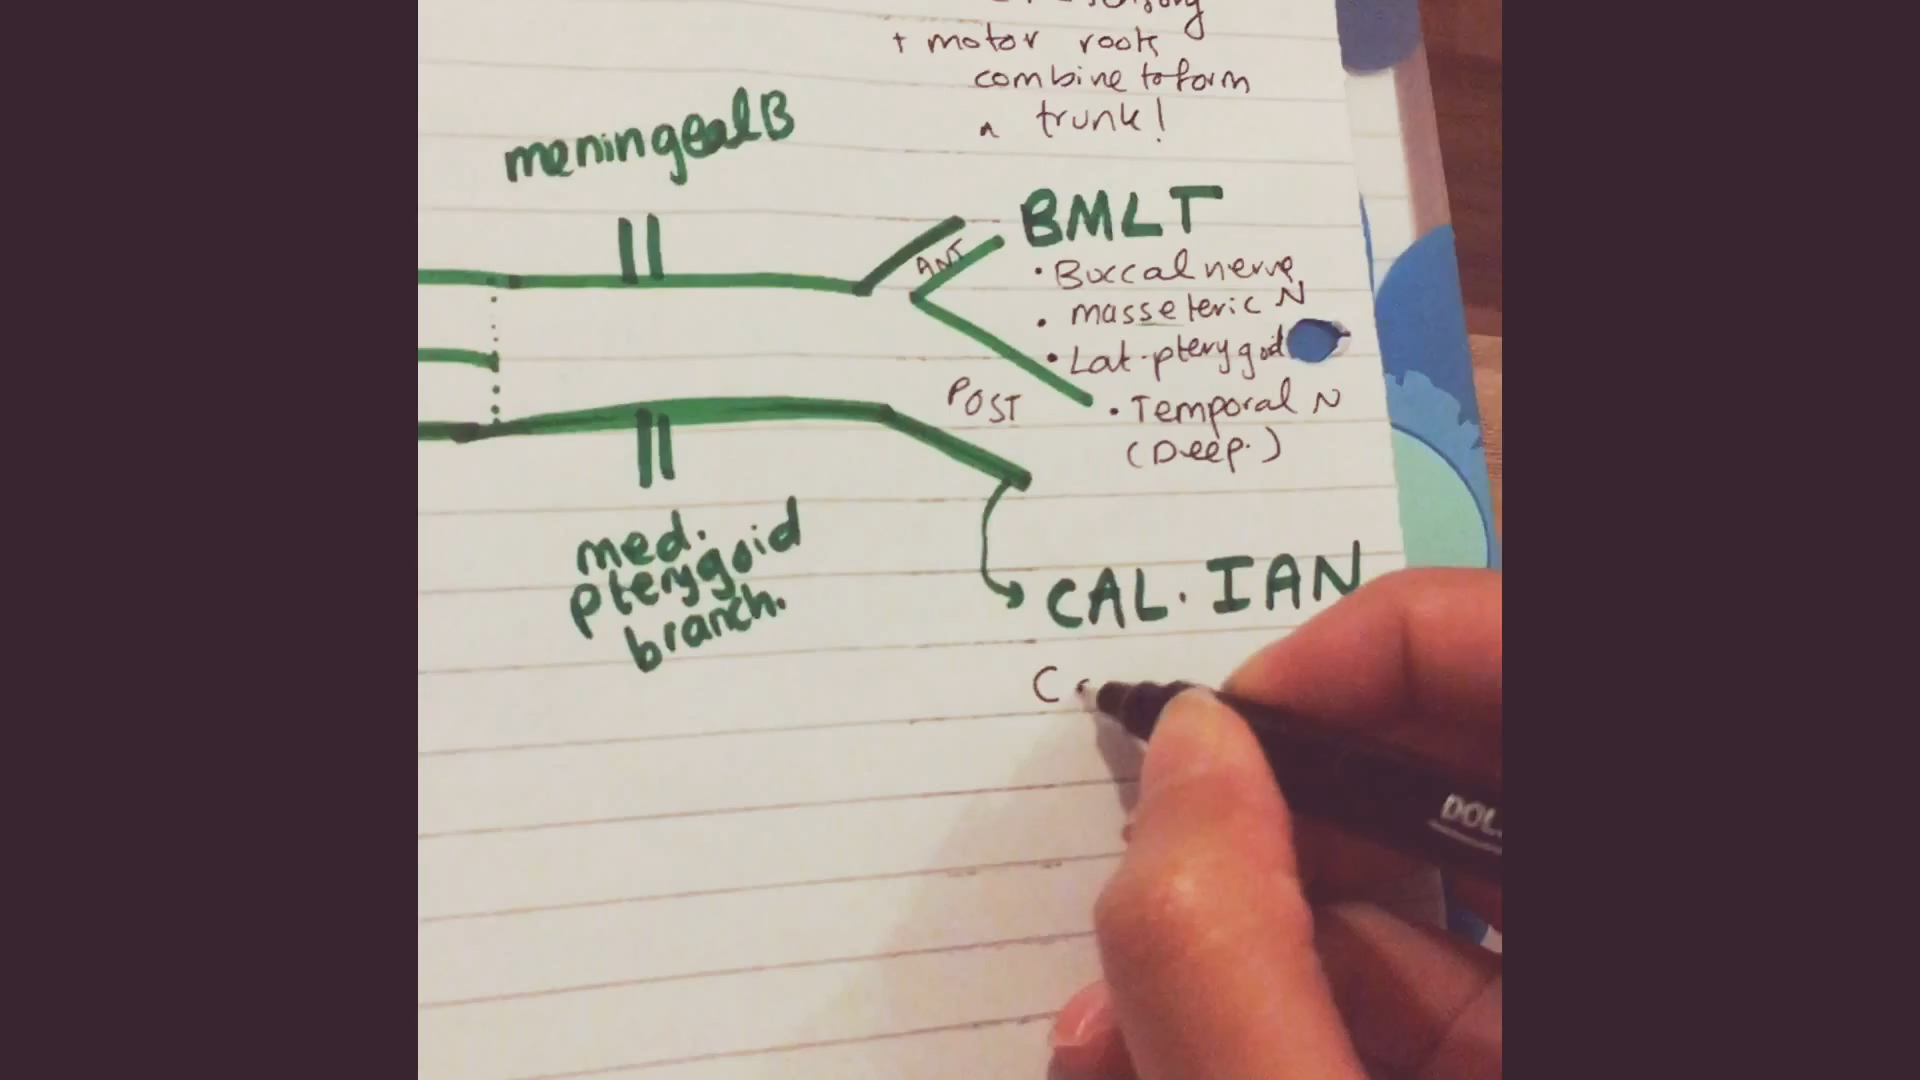 + motor roots
combine to form
a trunk!
meningealB
BMLT
ANT
• Buccal nerve
• masseteric N
• Lat. pterygoid
POST
• Temporal N
(Deep.)
med.
pterygoid
branch.
CAL. IAN
C
DOL